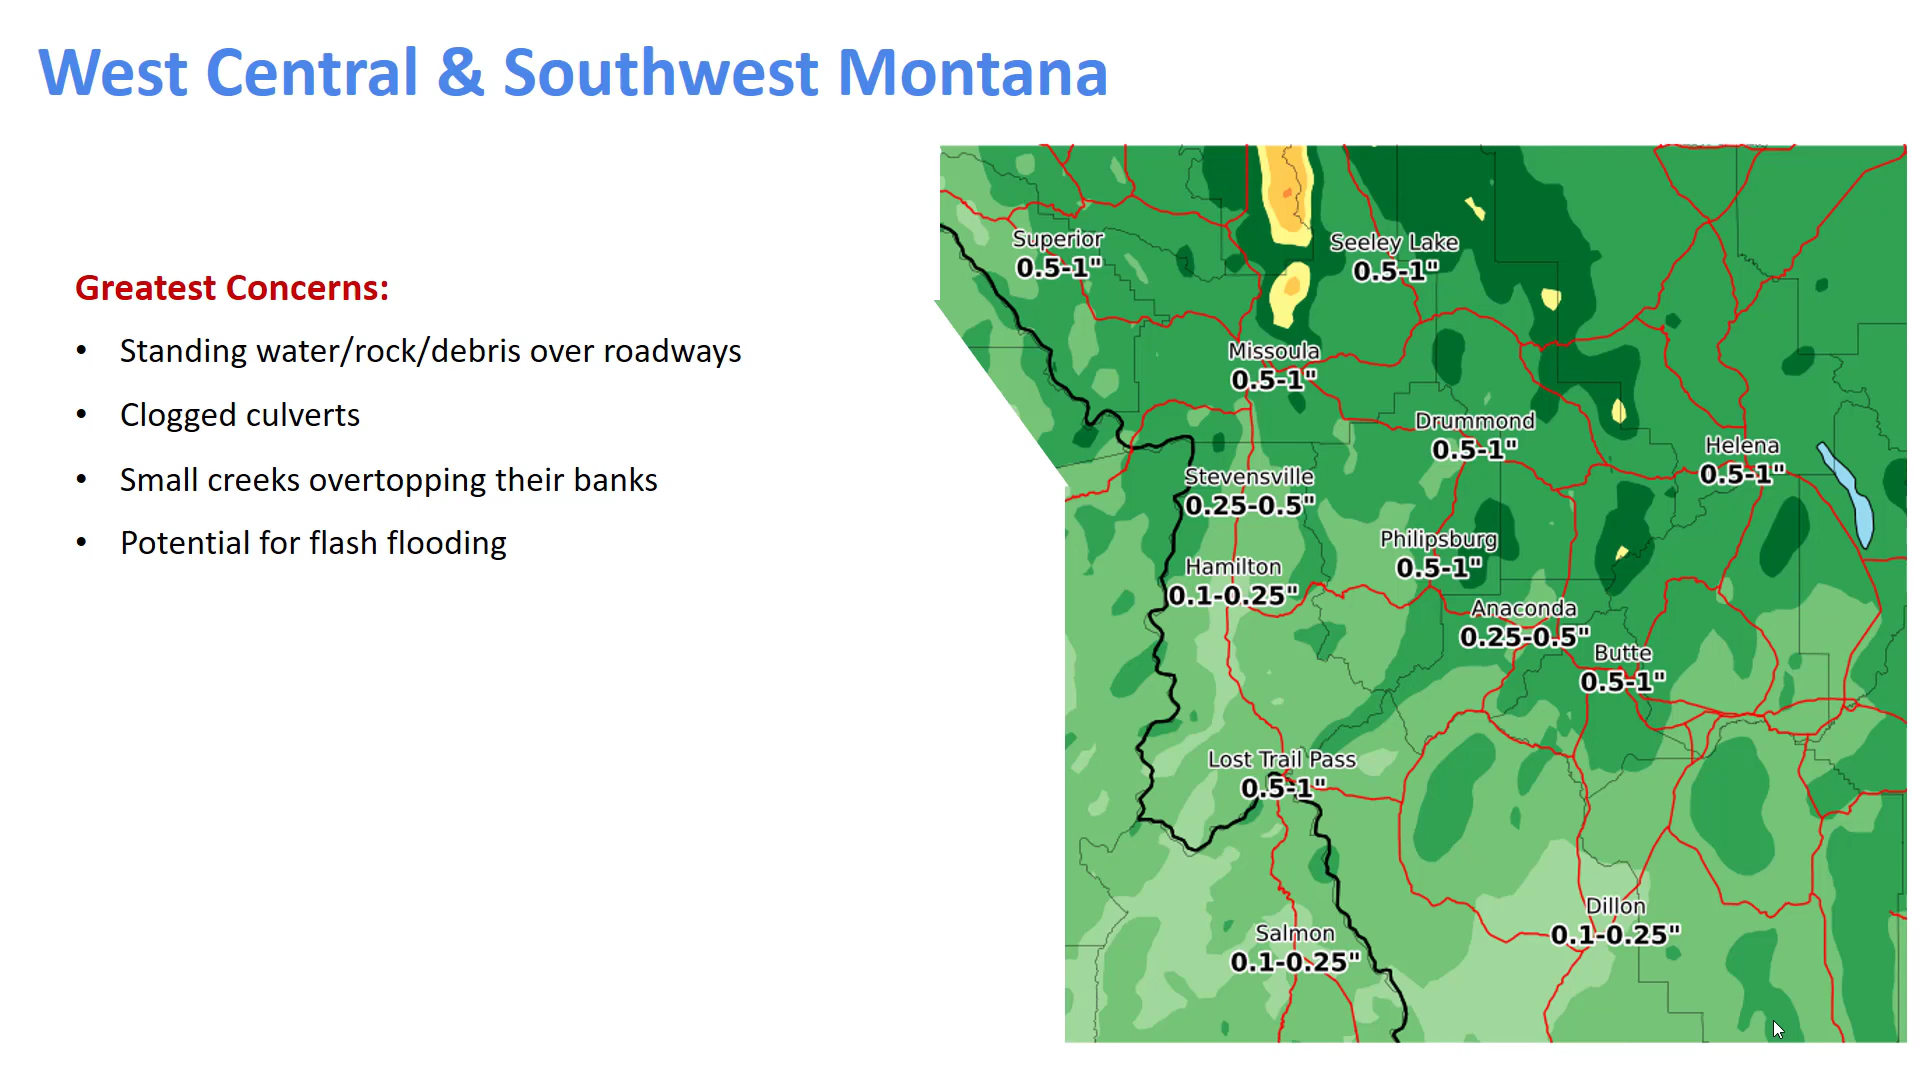 West Central & Southwest Montana
Greatest Concerns:
• Standing water/rock/debris over roadways
• Clogged culverts
• Small creeks overtopping their banks
• Potential for flash flooding
Superior
0.5-1"
Seeley Lake
0.5-1"
Missoula
0.5-1"
Drummond
0.5-1"
Helena
0.5-1"
Stevensville
0.25-0.5"
Philipsburg
0.5-1"
Hamilton
0.1-0.25"
Anaconda
0.25-0.5"
Butte
0.5-1"
Lost Trail Pass
0.5-1"
Dillon
0.1-0.25"
Salmon
0.1-0.25"